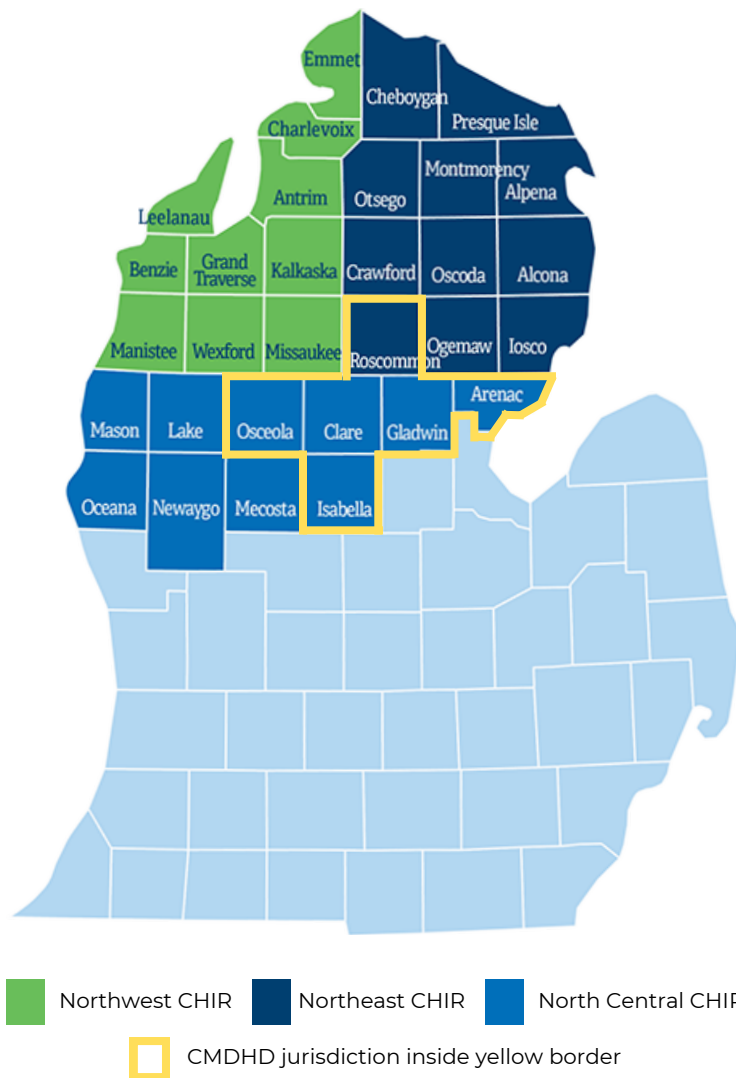 Emmet
Cheboygan
Presque Isle
Charlevoix
Montmorency
Antrim
Otsego
Alpena
Leelanau
Benzie
Grand
Traverse
Kalkaska
Crawford
Oscoda
Alcona
Manistee
Wexford
Missaukee
Roscommon
Ogemaw
Iosco
Arenac
Mason
Lake
Osceola
Clare
Gladwin
Oceana
Newaygo
Mecosta
Isabella
Northwest CHIR
Northeast CHIR
North Central CHIR
CMDHD jurisdiction inside yellow border